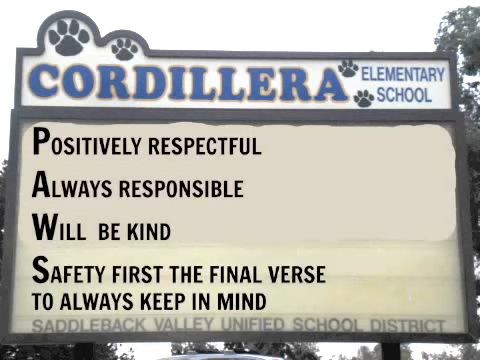 CORDILLERA
ELEMENTARY
SCHOOL
POSITIVELY RESPECTFUL
ALWAYS RESPONSIBLE
WILL BE KIND
SAFETY FIRST THE FINAL VERSE
TO ALWAYS KEEP IN MIND
SADDLEBACK VALLEY UNIFIED SCHOOL DISTRICT